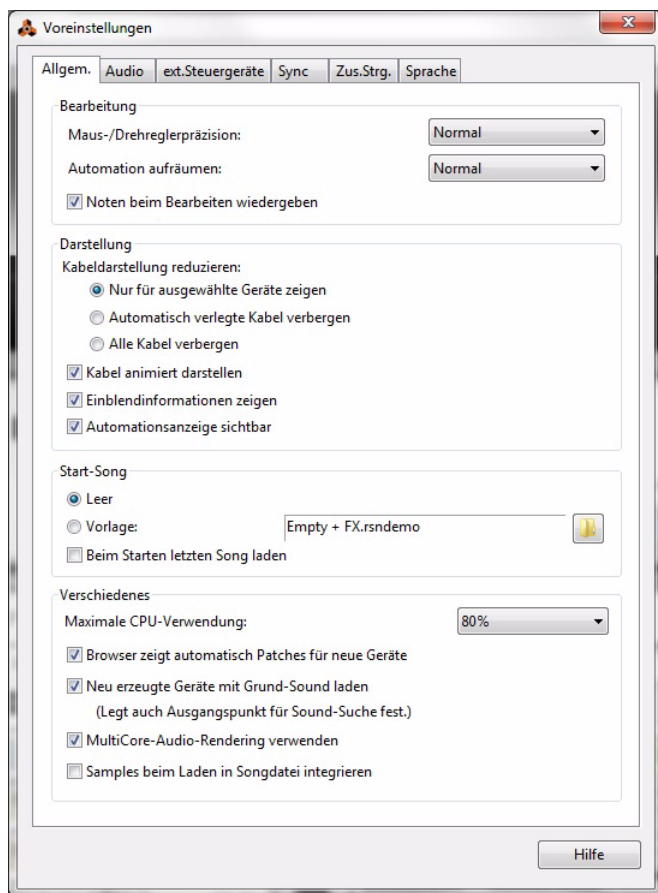 Voreinstellungen
Allgem. Audio ext.Steuergeräte Sync Zus.Strg. Sprache
Bearbeitung
Maus-/Drehreglerpräzision: Normal
Automation aufräumen: Normal
Noten beim Bearbeiten wiedergeben
Darstellung
Kabeldarstellung reduzieren:
Nur für ausgewählte Geräte zeigen
Automatisch verlegte Kabel verbergen
Alle Kabel verbergen
Kabel animiert darstellen
Einblendinformationen zeigen
Automationsanzeige sichtbar
Start-Song
Leer
Vorlage: Empty + FX.rsndemo
Beim Starten letzten Song laden
Verschiedenes
Maximale CPU-Verwendung: 80%
Browser zeigt automatisch Patches für neue Geräte
Neu erzeugte Geräte mit Grund-Sound laden
(Legt auch Ausgangspunkt für Sound-Suche fest.)
MultiCore-Audio-Rendering verwenden
Samples beim Laden in Songdatei integrieren
Hilfe